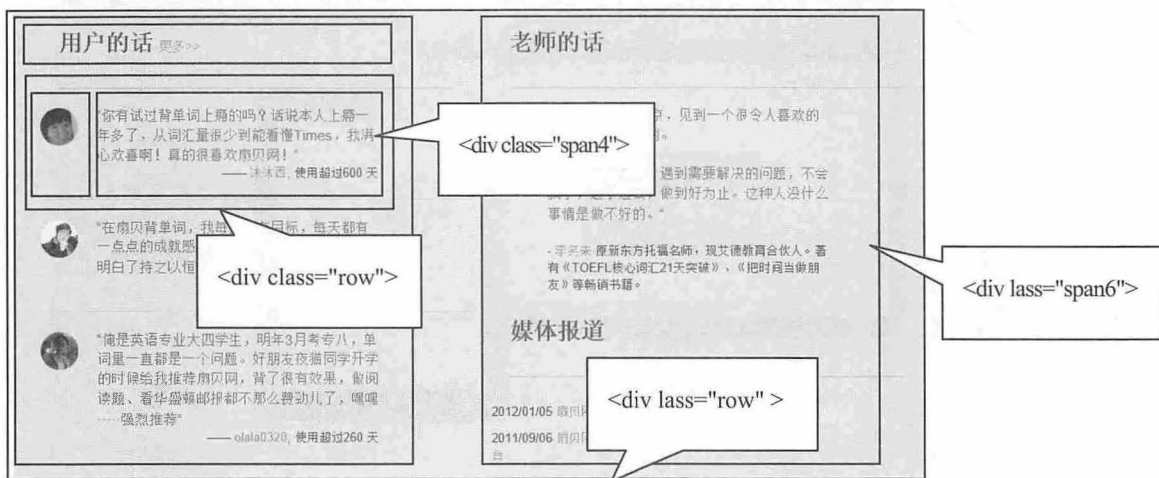 用户的话 更多>>
"你有试过背单词上瘾的吗？话说本人上瘾一
年多了，从词汇量很少到能看懂Times，我满
心欢喜啊！真的很喜欢扇贝网！"
—— 沐沐西, 使用超过600 天
"在扇贝背单词，我每 目标，每天都有
一点点的成就感
明白了持之以恒
"俺是英语专业大四学生，明年3月考专八，单
词量一直都是一个问题。好朋友夜猫同学开学
的时候给我推荐扇贝网，背了很有效果，做阅
读题、看华盛顿邮报都不那么费劲儿了，嘿嘿
……强烈推荐"
—— olala0320, 使用超过260 天
<div class="span4">
<div class="row">
老师的话
，见到一个很令人喜欢的
遇到需要解决的问题，不会
做到好为止。这种人没什么
事情是做不好的。"
原新东方托福名师，现艾德教育合伙人。著
有《TOEFL核心词汇21天突破》、《把时间当做朋
友》等畅销书籍。
媒体报道
2012/01/05 扇贝
2011/09/06 扇贝
台
<div lass="span6">
<div lass="row" >